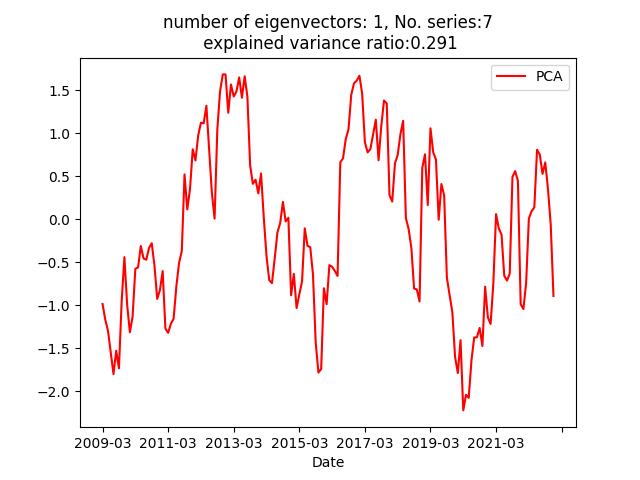 number of eigenvectors: 1, No. series:7
explained variance ratio:0.291
PCA
1.5
1.0
0.5
0.0
−0.5
−1.0
−1.5
−2.0
2009-03 2011-03 2013-03 2015-03 2017-03 2019-03 2021-03
Date